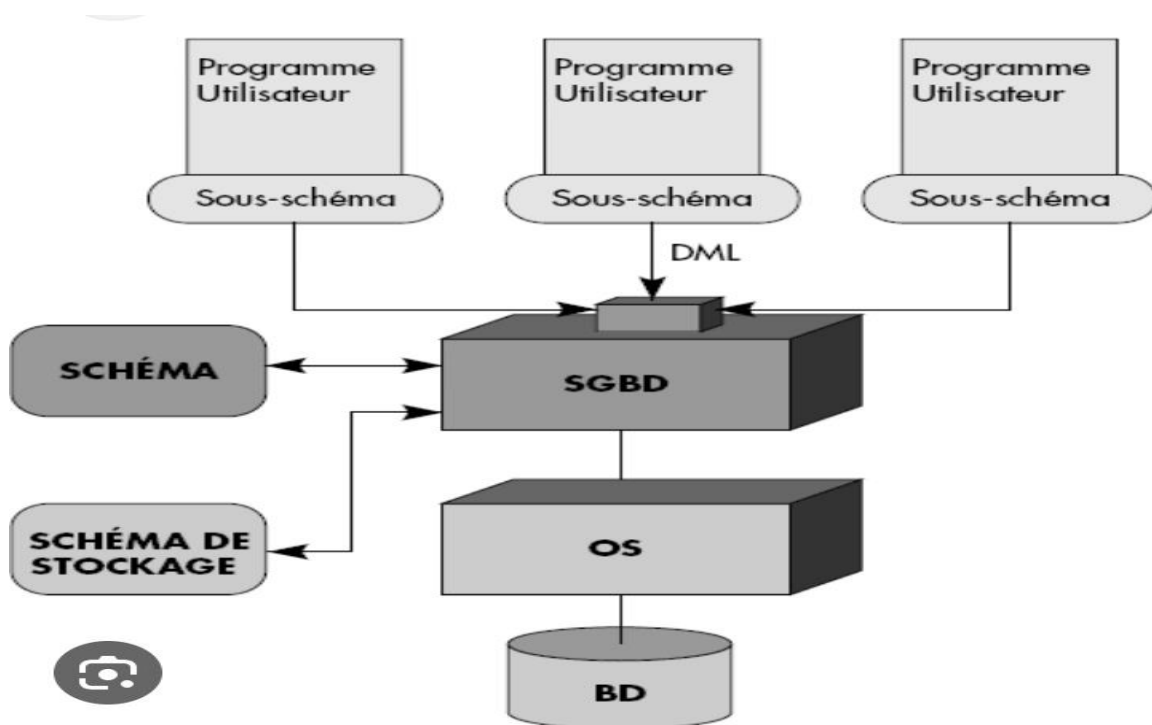 Programme
Utilisateur
Programme
Utilisateur
Programme
Utilisateur
Sous-schéma
Sous-schéma
Sous-schéma
DML
SCHÉMA
SGBD
SCHÉMA DE
STOCKAGE
OS
BD